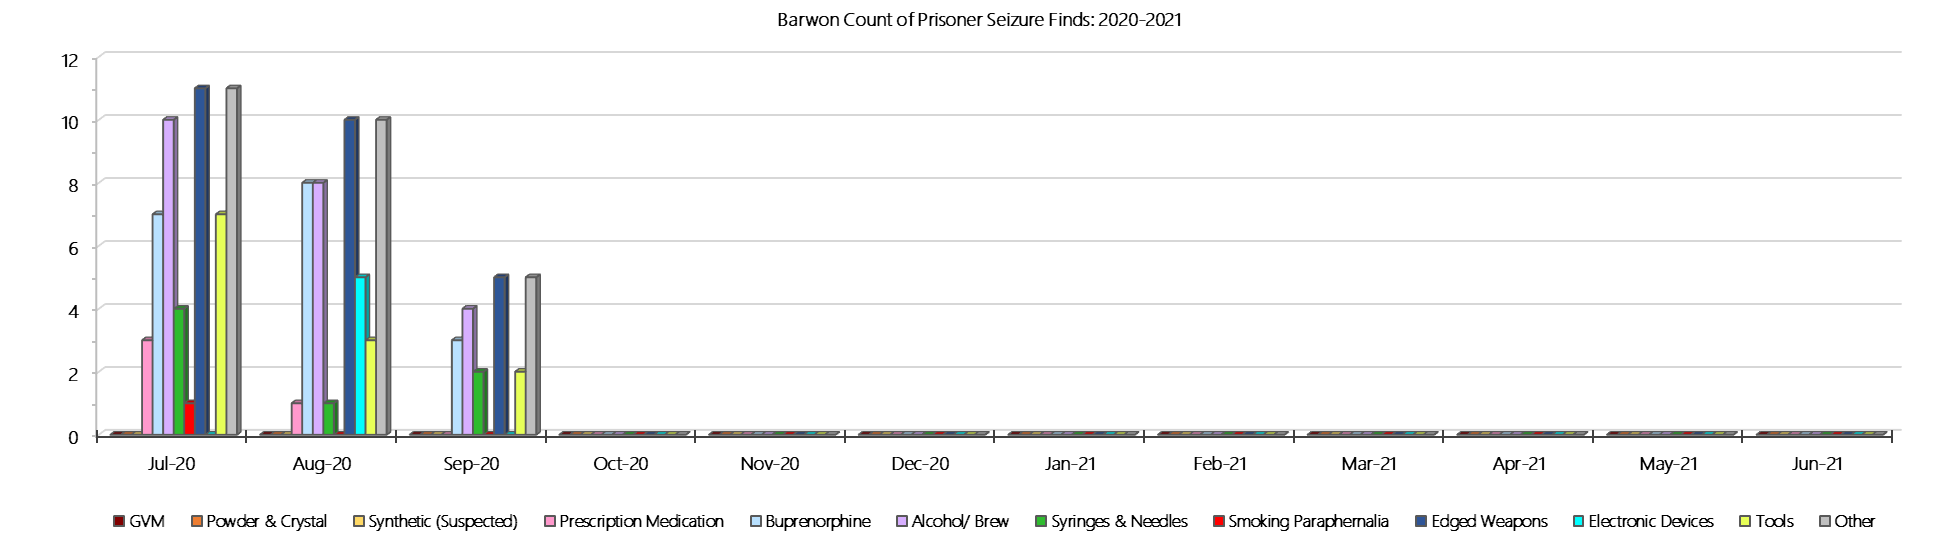 Barwon Count of Prisoner Seizure Finds: 2020-2021
12
10
8
6
4
2
0
Jul-20 Aug-20 Sep-20 Oct-20 Nov-20 Dec-20 Jan-21 Feb-21 Mar-21 Apr-21 May-21 Jun-21
GVM Powder & Crystal Synthetic (Suspected) Prescription Medication Buprenorphine Alcohol/ Brew Syringes & Needles Smoking Paraphernalia Edged Weapons Electronic Devices Tools Other